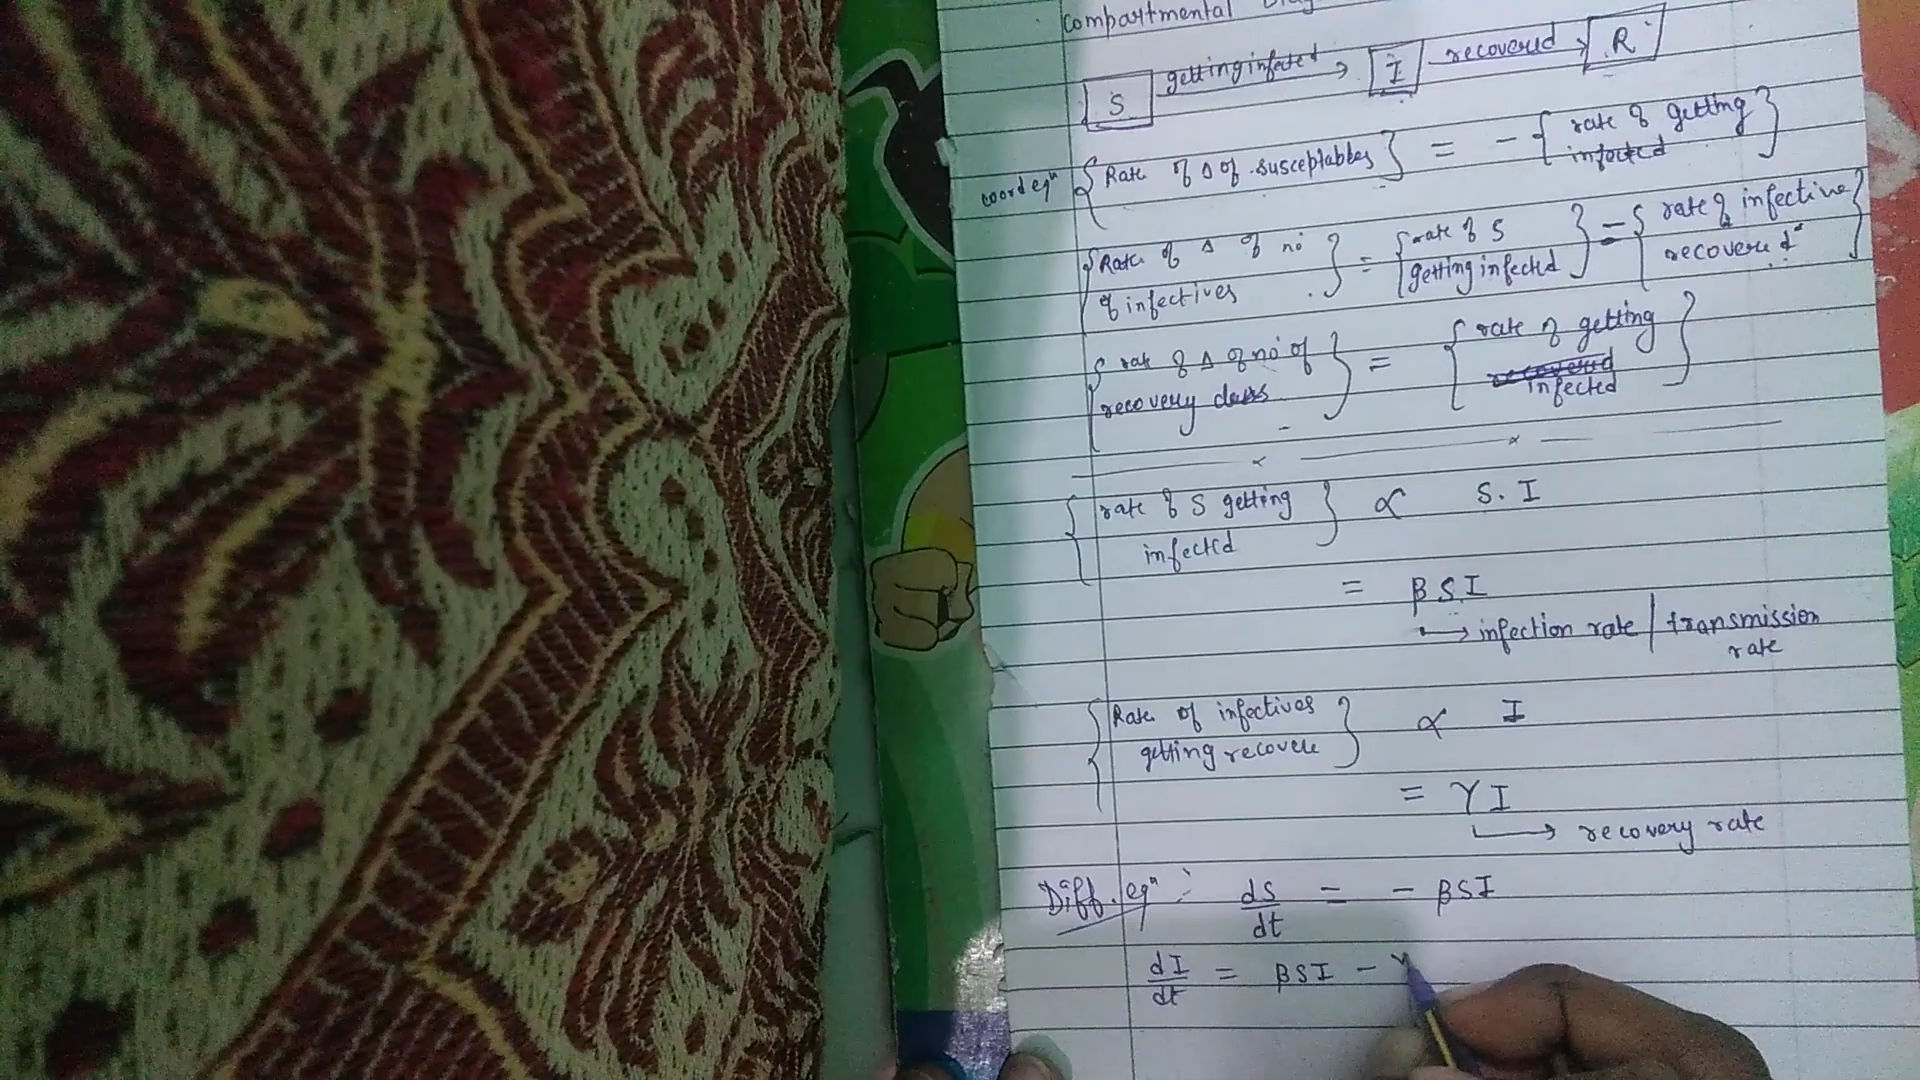 compartmental Diag
S getting infected → I recovered → R
word eqⁿ { Rate of Δ of susceptables } = - { rate of getting
infected }
{ Rate of Δ of no
of infectives } = { rate of S
getting infected } - { rate of infective
recovered }
{ rate of Δ of no of
recovery } = { rate of getting
infected }
{ rate of S getting
infected } ∝ S. I
= βSI
→ infection rate / transmission
rate
{ Rate of infectives
getting recovere } ∝ I
= γI
→ recovery rate
Diff. eqⁿ : dS/dt = - βSI
dI/dt = βSI - γ